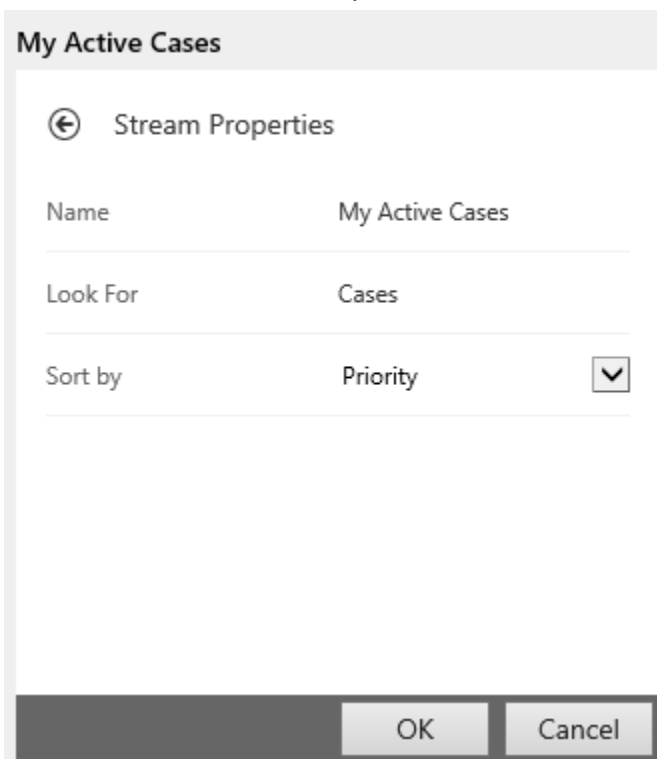 My Active Cases
Stream Properties
Name My Active Cases
Look For Cases
Sort by Priority
OK Cancel